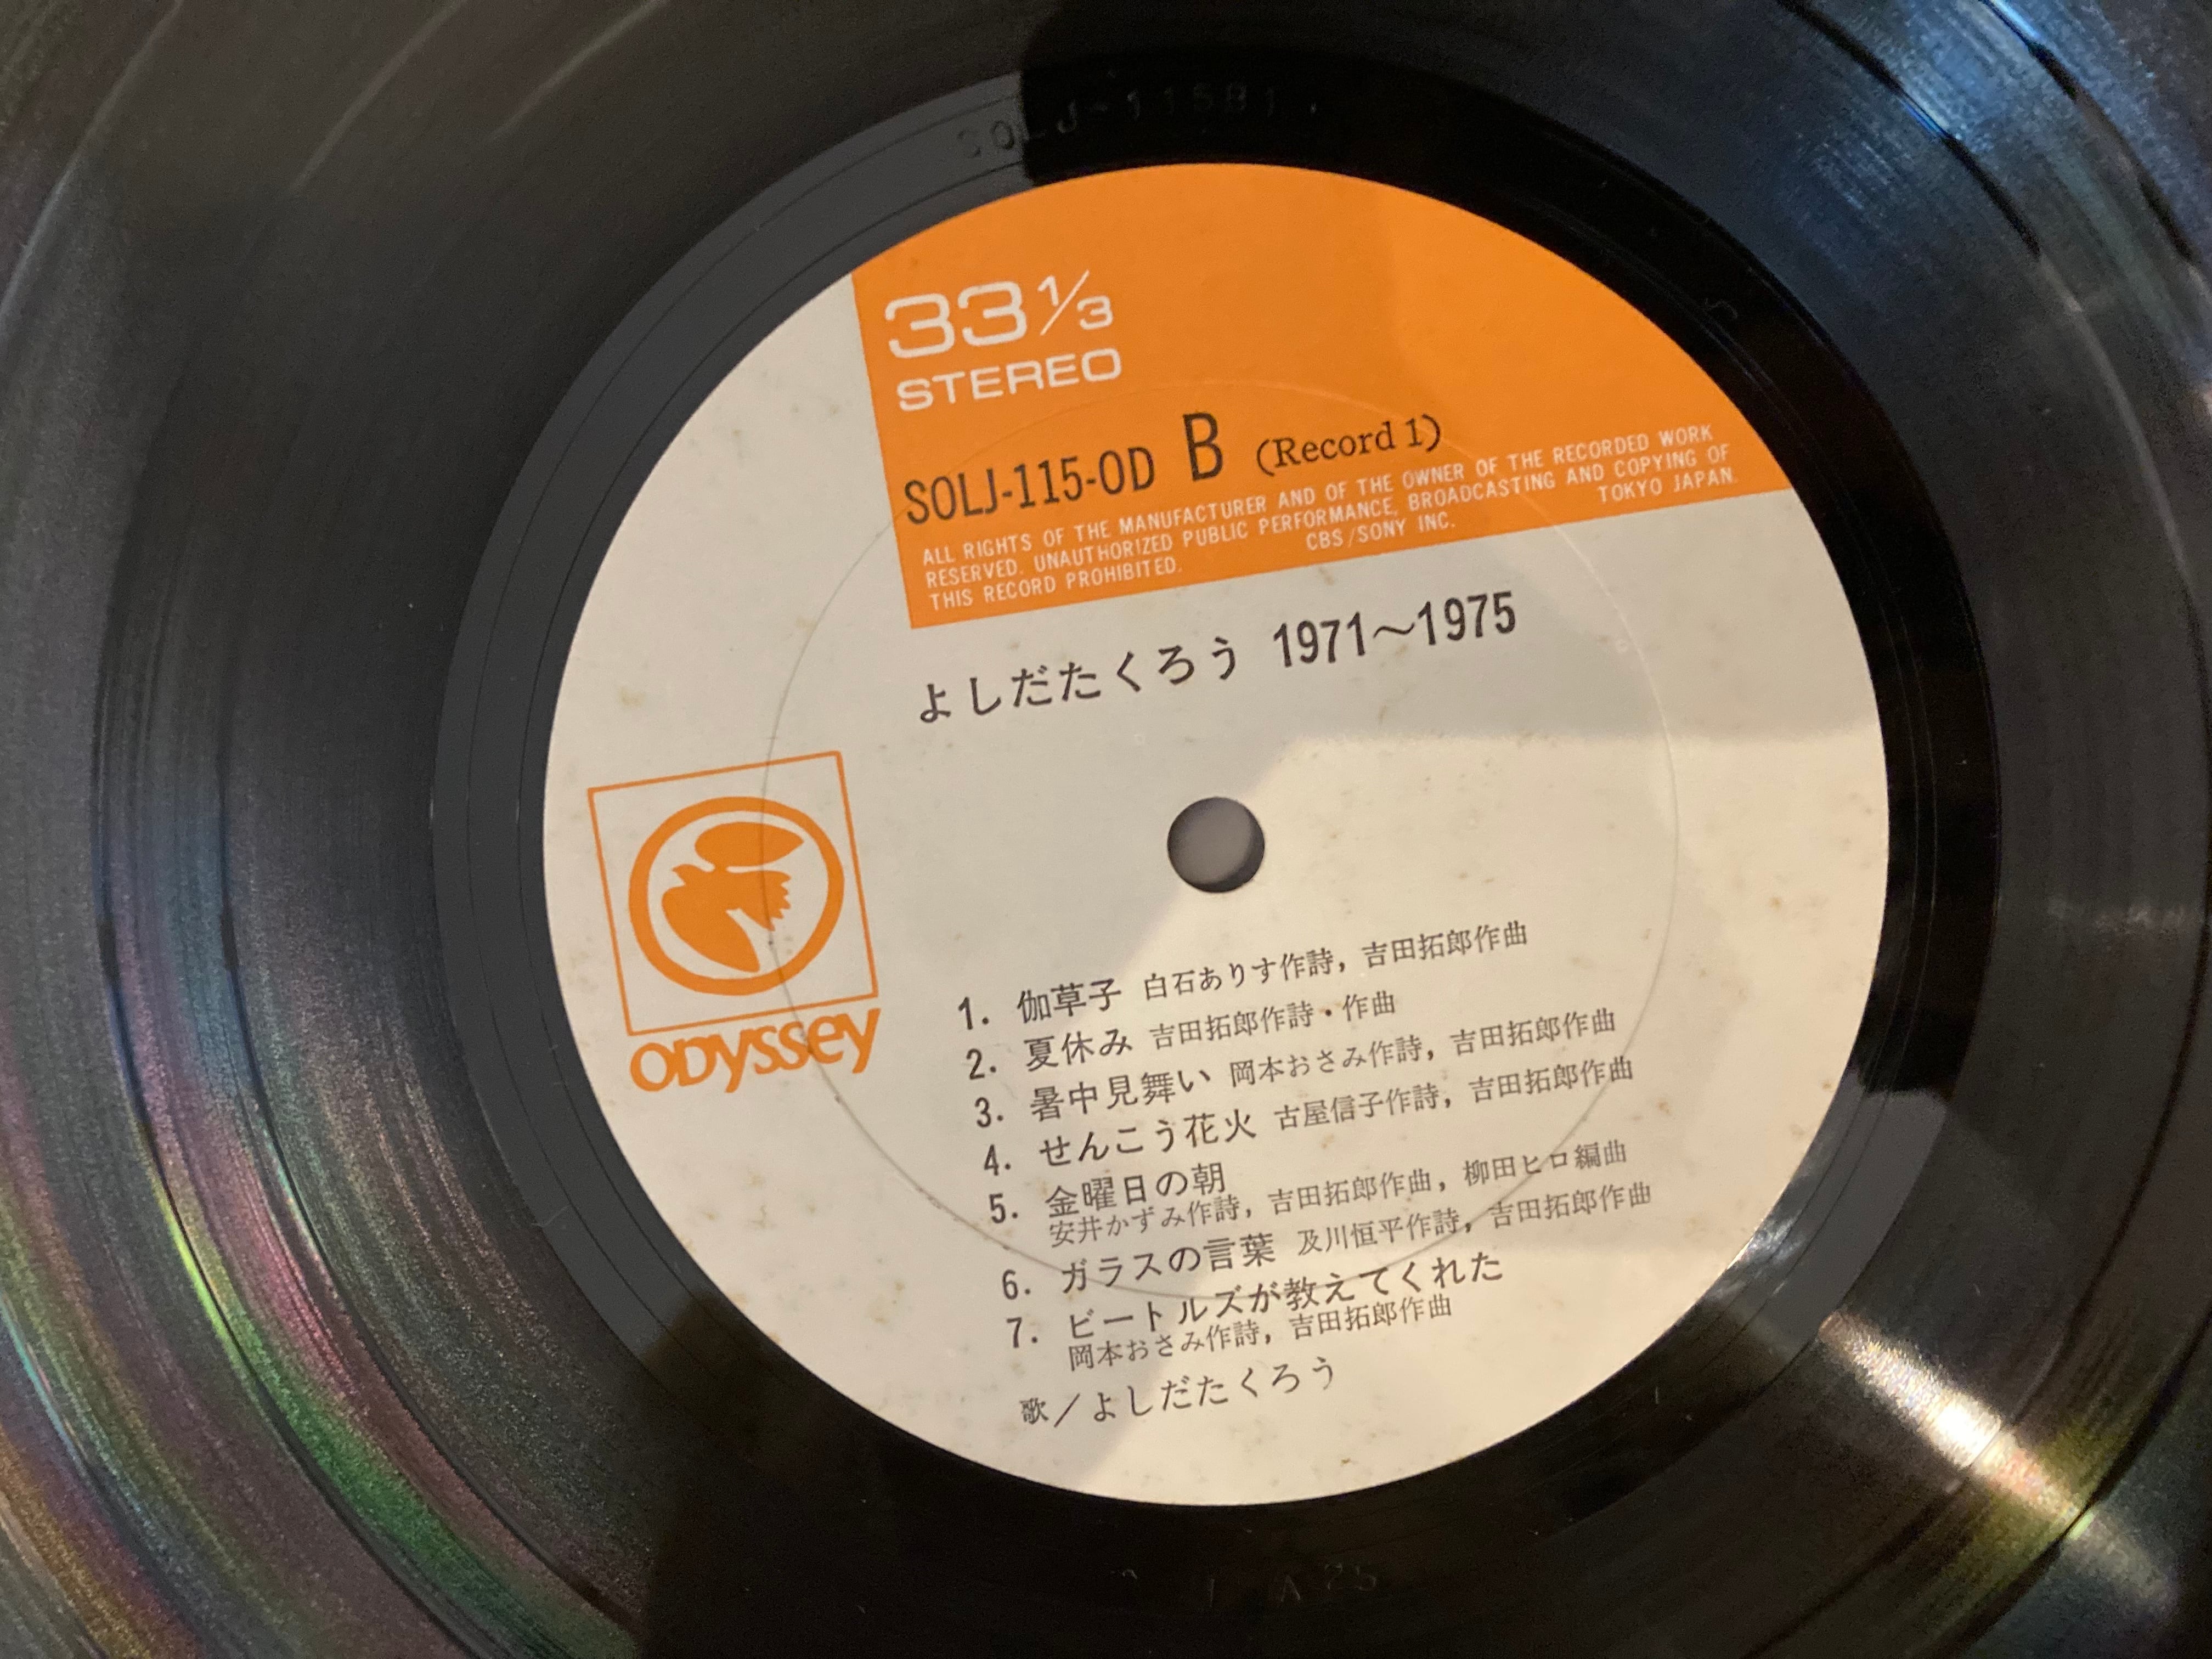 SOLJ-115B1
33 1/3
STEREO
SOLJ-115-OD B (Record 1)
ALL RIGHTS OF THE MANUFACTURER AND OF THE OWNER OF THE RECORDED WORK
RESERVED. UNAUTHORIZED PUBLIC PERFORMANCE, BROADCASTING AND COPYING OF
THIS RECORD PROHIBITED. CBS/SONY INC. TOKYO JAPAN.
よしだたくろう 1971〜1975
ODYSSEY
1. 伽草子 白石ありす作詩，吉田拓郎作曲
2. 夏休み 吉田拓郎作詩・作曲
3. 暑中見舞い 岡本おさみ作詩，吉田拓郎作曲
4. せんこう花火 古屋信子作詩，吉田拓郎作曲
5. 金曜日の朝
安井かずみ作詩，吉田拓郎作曲，柳田ヒロ編曲
6. ガラスの言葉 及川恒平作詩，吉田拓郎作曲
7. ビートルズが教えてくれた
岡本おさみ作詩，吉田拓郎作曲
歌／よしだたくろう